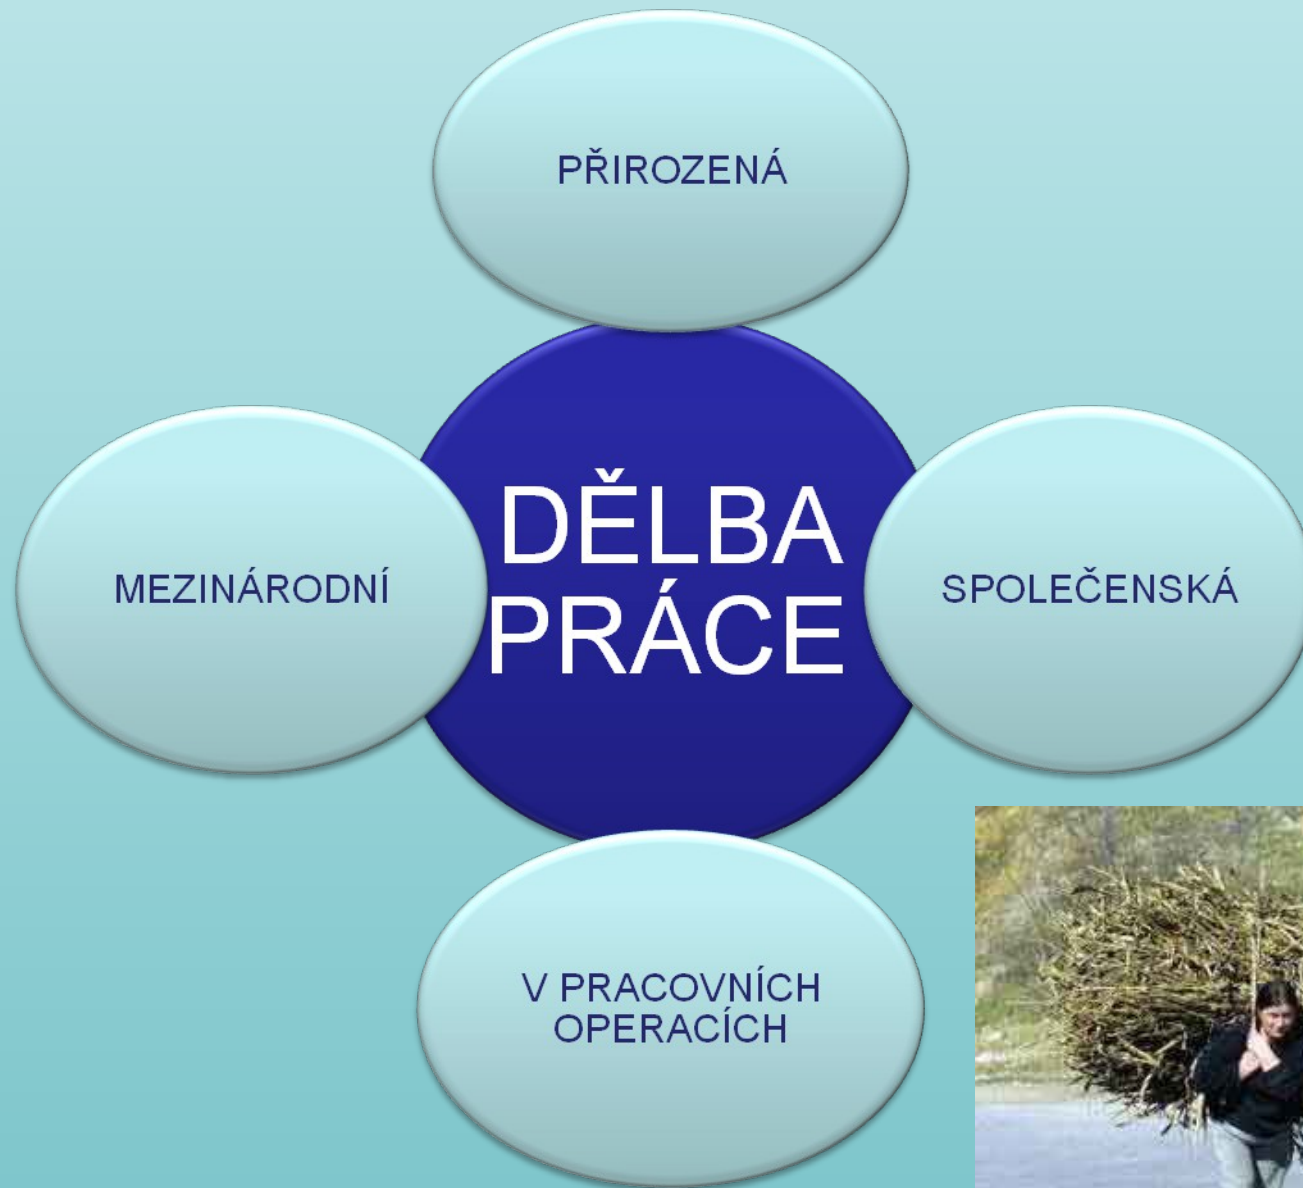 PŘIROZENÁ
DĚLBA
PRÁCE
MEZINÁRODNÍ
SPOLEČENSKÁ
V PRACOVNÍCH
OPERACÍCH